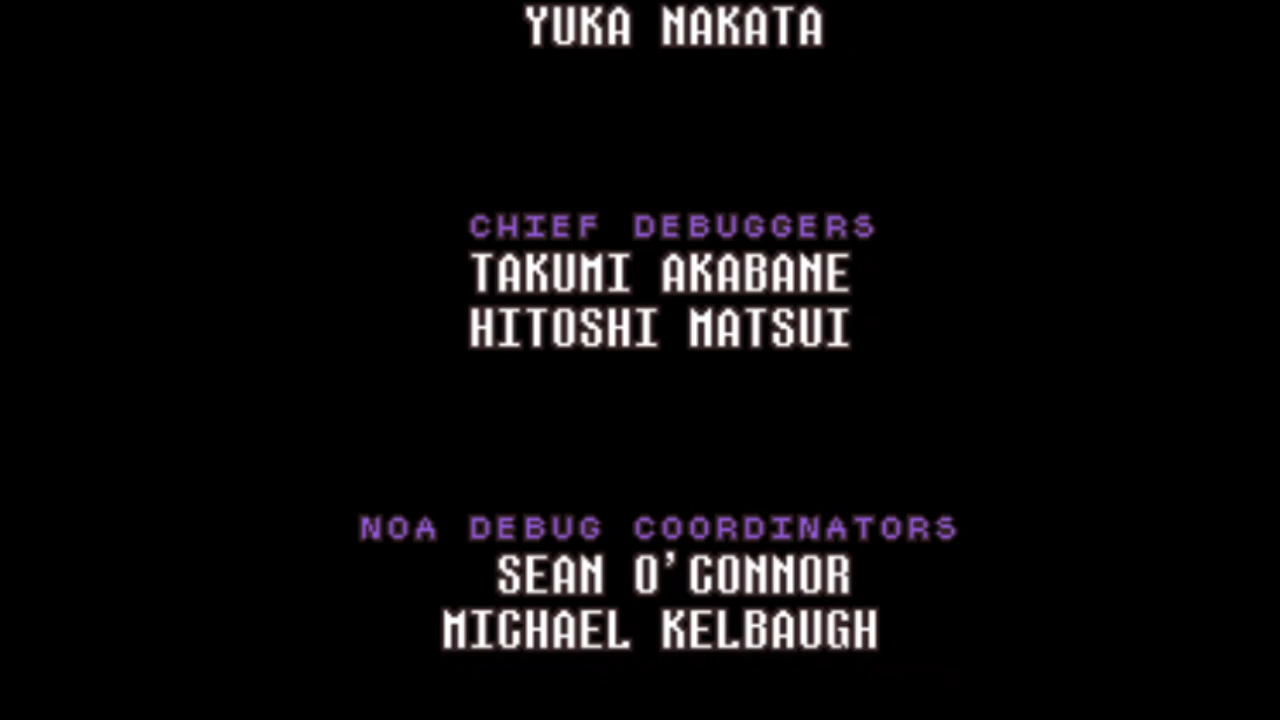 YUKA NAKATA
CHIEF DEBUGGERS
TAKUMI AKABANE
HITOSHI MATSUI
NOA DEBUG COORDINATORS
SEAN O'CONNOR
MICHAEL KELBAUGH